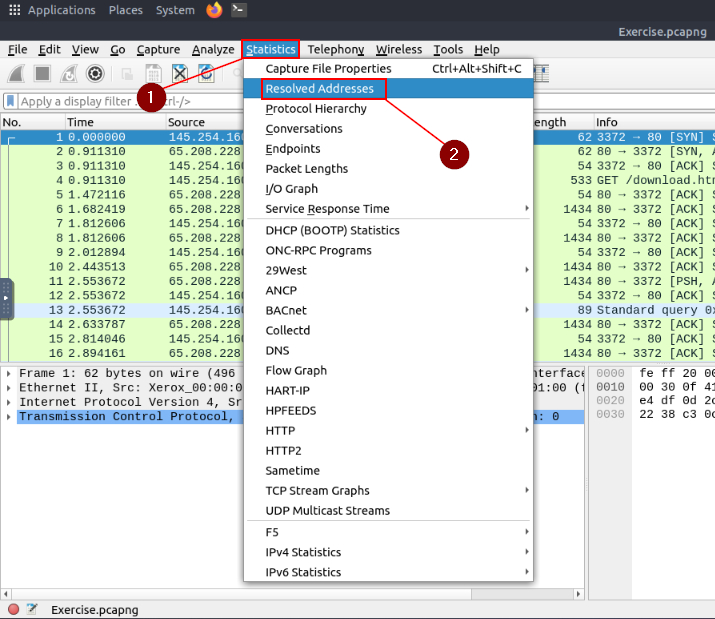 Applications Places System
Exercise.pcapng
File Edit View Go Capture Analyze Statistics Telephony Wireless Tools Help
Capture File Properties Ctrl+Alt+Shift+C
Resolved Addresses
Protocol Hierarchy
Conversations
Endpoints
Packet Lengths
I/O Graph
Service Response Time
DHCP (BOOTP) Statistics
ONC-RPC Programs
29West
ANCP
BACnet
Collectd
DNS
Flow Graph
HART-IP
HPFEEDS
HTTP
HTTP2
Sametime
TCP Stream Graphs
UDP Multicast Streams
F5
IPv4 Statistics
IPv6 Statistics
1
2
Apply a display filter ... trl-/>
No. Time Source ength Info
1 0.000000 145.254.160 62 3372 → 80 [SYN] S
2 0.911310 65.208.228 62 80 → 3372 [SYN, A
3 0.911310 145.254.160 54 3372 → 80 [ACK] S
4 0.911310 145.254.160 533 GET /download.htm
5 1.472116 65.208.228 54 80 → 3372 [ACK] S
6 1.682419 65.208.228 1434 80 → 3372 [ACK] S
7 1.812606 145.254.160 54 3372 → 80 [ACK] S
8 1.812606 65.208.228 1434 80 → 3372 [ACK] S
9 2.012894 145.254.160 54 3372 → 80 [ACK] S
10 2.443513 65.208.228 1434 80 → 3372 [ACK] S
11 2.553672 65.208.228 1434 80 → 3372 [PSH, A
12 2.553672 145.254.160 54 3372 → 80 [ACK] S
13 2.553672 145.254.160 89 Standard query 0x
14 2.633787 65.208.228 1434 80 → 3372 [ACK] S
15 2.814046 145.254.160 54 3372 → 80 [ACK] S
16 2.894161 65.208.228 1434 80 → 3372 [ACK] S
Frame 1: 62 bytes on wire (496 nterface
Ethernet II, Src: Xerox_00:00:0 01:00 (f
Internet Protocol Version 4, Sr
Transmission Control Protocol, n: 0
0000 fe ff 20 00
0010 00 30 0f 41
0020 e4 df 0d 2c
0030 22 38 c3 0c
Exercise.pcapng